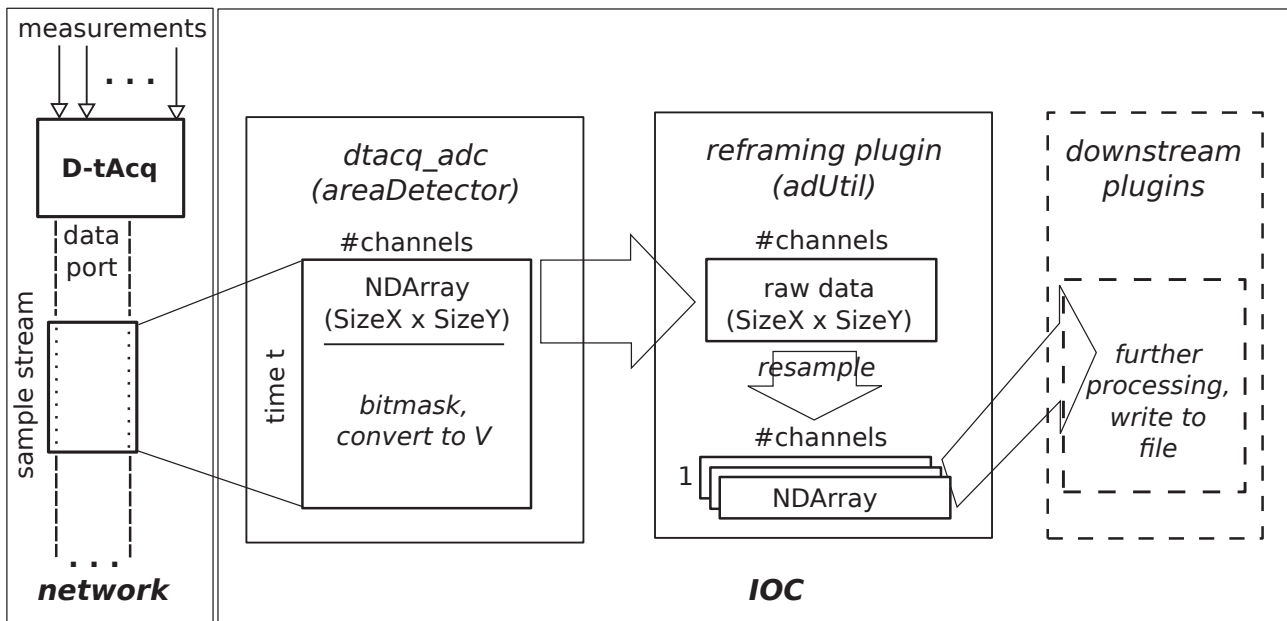 measurements
. . .
D-tAcq
data
port
sample stream
. . .
network
dtacq_adc
(areaDetector)
#channels
time t
NDArray
(SizeX x SizeY)
bitmask,
convert to V
reframing plugin
(adUtil)
#channels
raw data
(SizeX x SizeY)
resample
#channels
1
NDArray
downstream
plugins
further
processing,
write to
file
IOC